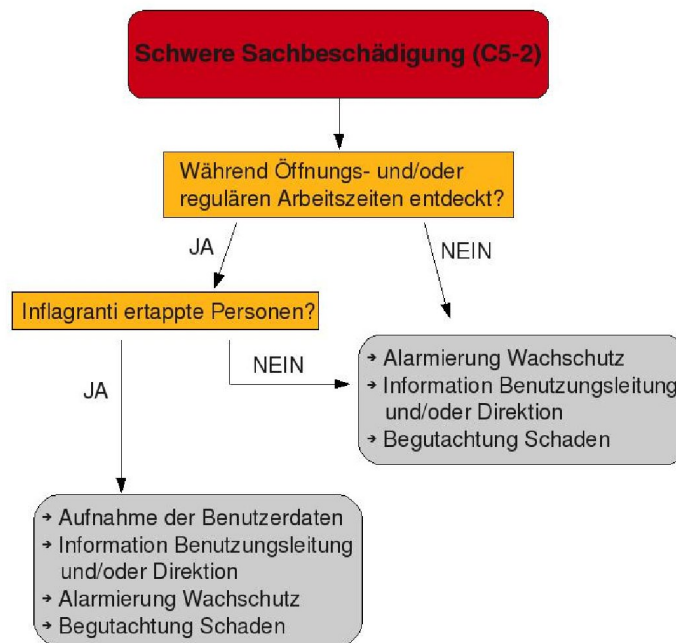 Schwere Sachbeschädigung (C5-2)
Während Öffnungs- und/oder
regulären Arbeitszeiten entdeckt?
JA
NEIN
Inflagranti ertappte Personen?
NEIN
JA
→ Alarmierung Wachschutz
→ Information Benutzungsleitung
und/oder Direktion
→ Begutachtung Schaden
→ Aufnahme der Benutzerdaten
→ Information Benutzungsleitung
und/oder Direktion
→ Alarmierung Wachschutz
→ Begutachtung Schaden